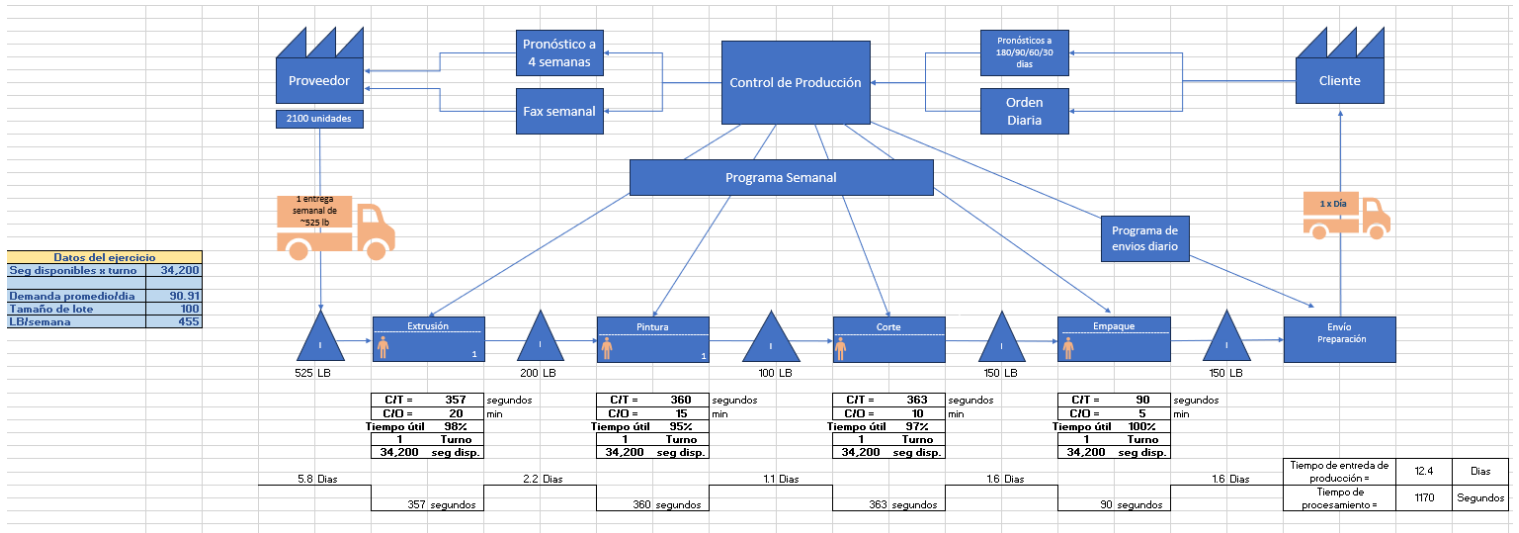 Proveedor
2100 unidades
Pronóstico a
4 semanas
Fax semanal
Control de Producción
Pronósticos a
180/90/60/30
dias
Orden
Diaria
Cliente
Programa Semanal
1 entrega
semanal de
~525 lb
1 x Día
Programa de
envios diario
Datos del ejercicio
Seg disponibles x turno 34,200
Demanda promedio/dia 90.91
Tamaño de lote 100
LB/semana 455
I
525 LB
Extrusión
1
I
200 LB
Pintura
1
I
100 LB
Corte
I
150 LB
Empaque
I
150 LB
Envío
Preparación
C/T = 357 segundos
C/O = 20 min
Tiempo útil 98%
1 Turno
34,200 seg disp.
C/T = 360 segundos
C/O = 15 min
Tiempo útil 95%
1 Turno
34,200 seg disp.
C/T = 363 segundos
C/O = 10 min
Tiempo útil 97%
1 Turno
34,200 seg disp.
C/T = 90 segundos
C/O = 5 min
Tiempo útil 100%
1 Turno
34,200 seg disp.
5.8 Dias
357 segundos
2.2 Dias
360 segundos
1.1 Dias
363 segundos
1.6 Dias
90 segundos
1.6 Dias
Tiempo de entreda de
producción = 12.4 Dias
Tiempo de
procesamiento = 1170 Segundos